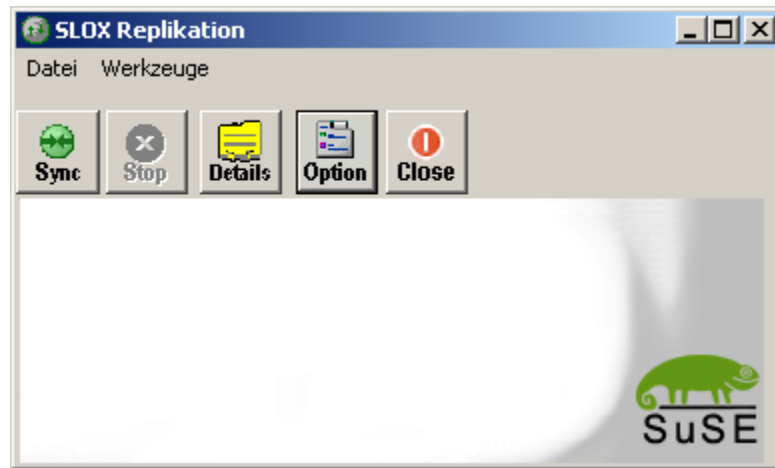 SLOX Replikation
Datei Werkzeuge
Sync Stop Details Option Close
SuSE